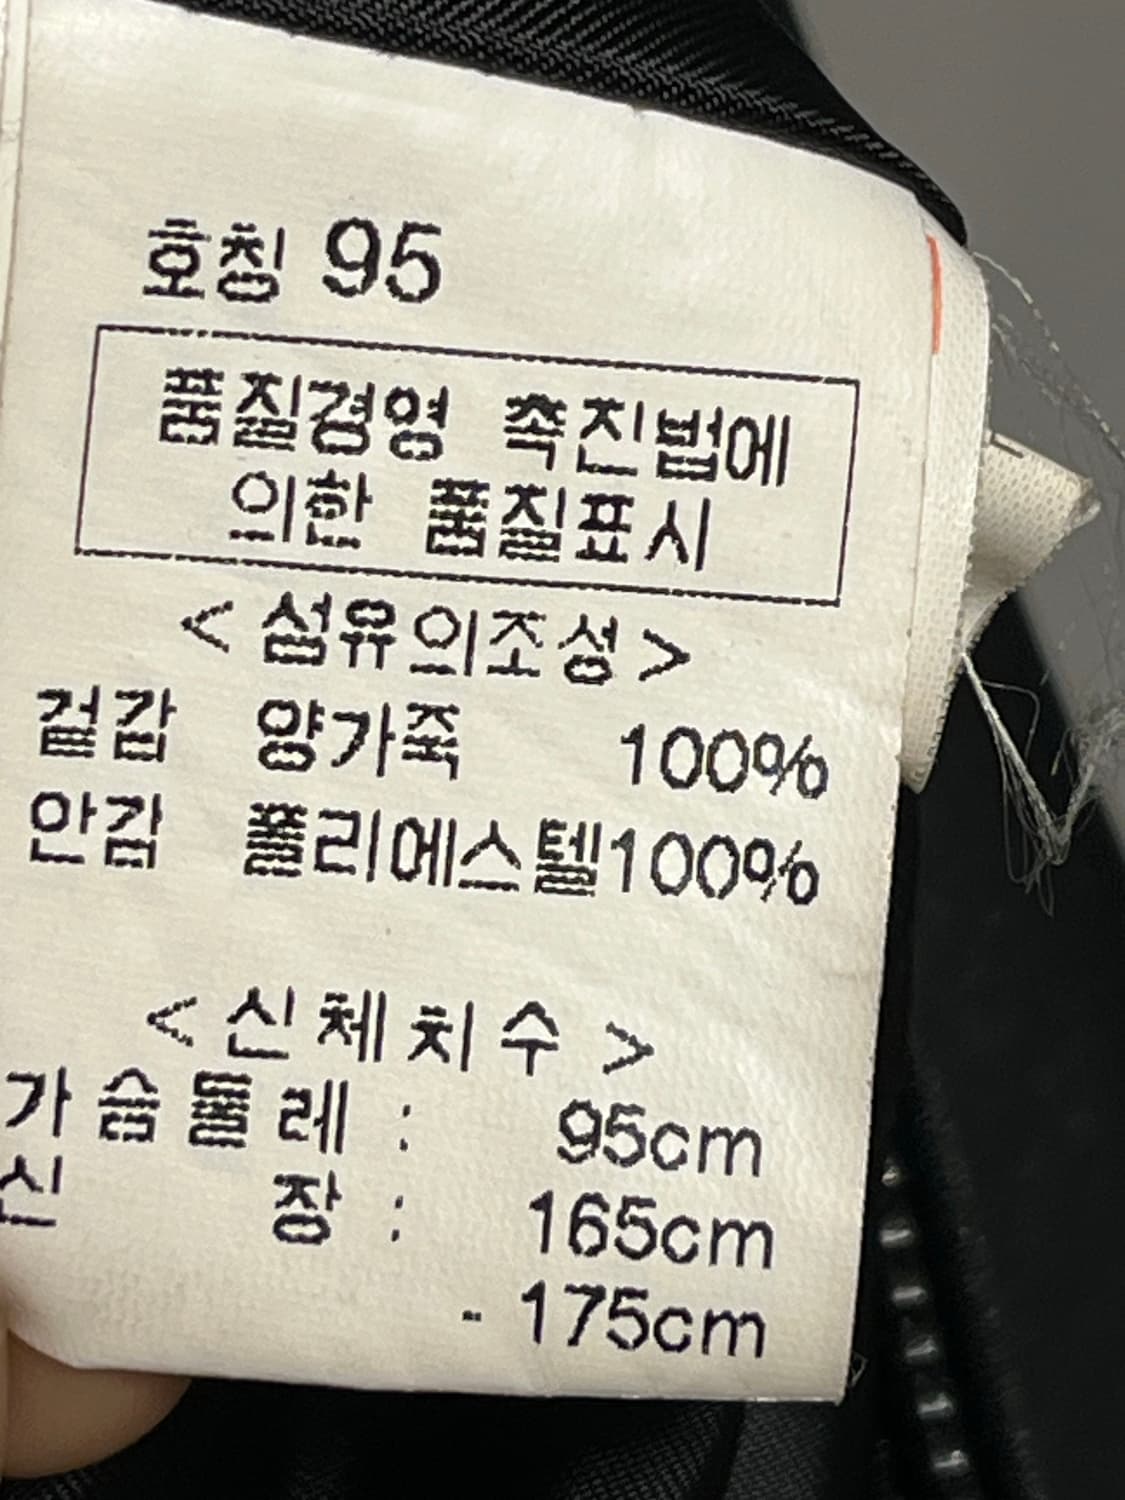 호칭 95
품질경영 촉진법에
의한 품질표시
< 섬유의조성 >
겉감 양가죽 100%
안감 폴리에스텔100%
< 신체치수 >
가슴둘레 : 95cm
신 장 : 165cm
- 175cm